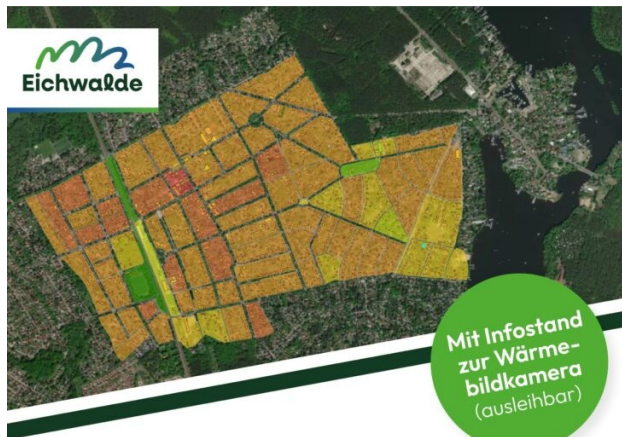 Eichwalde
Mit Infostand
zur Wärme-
bildkamera
(ausleihbar)